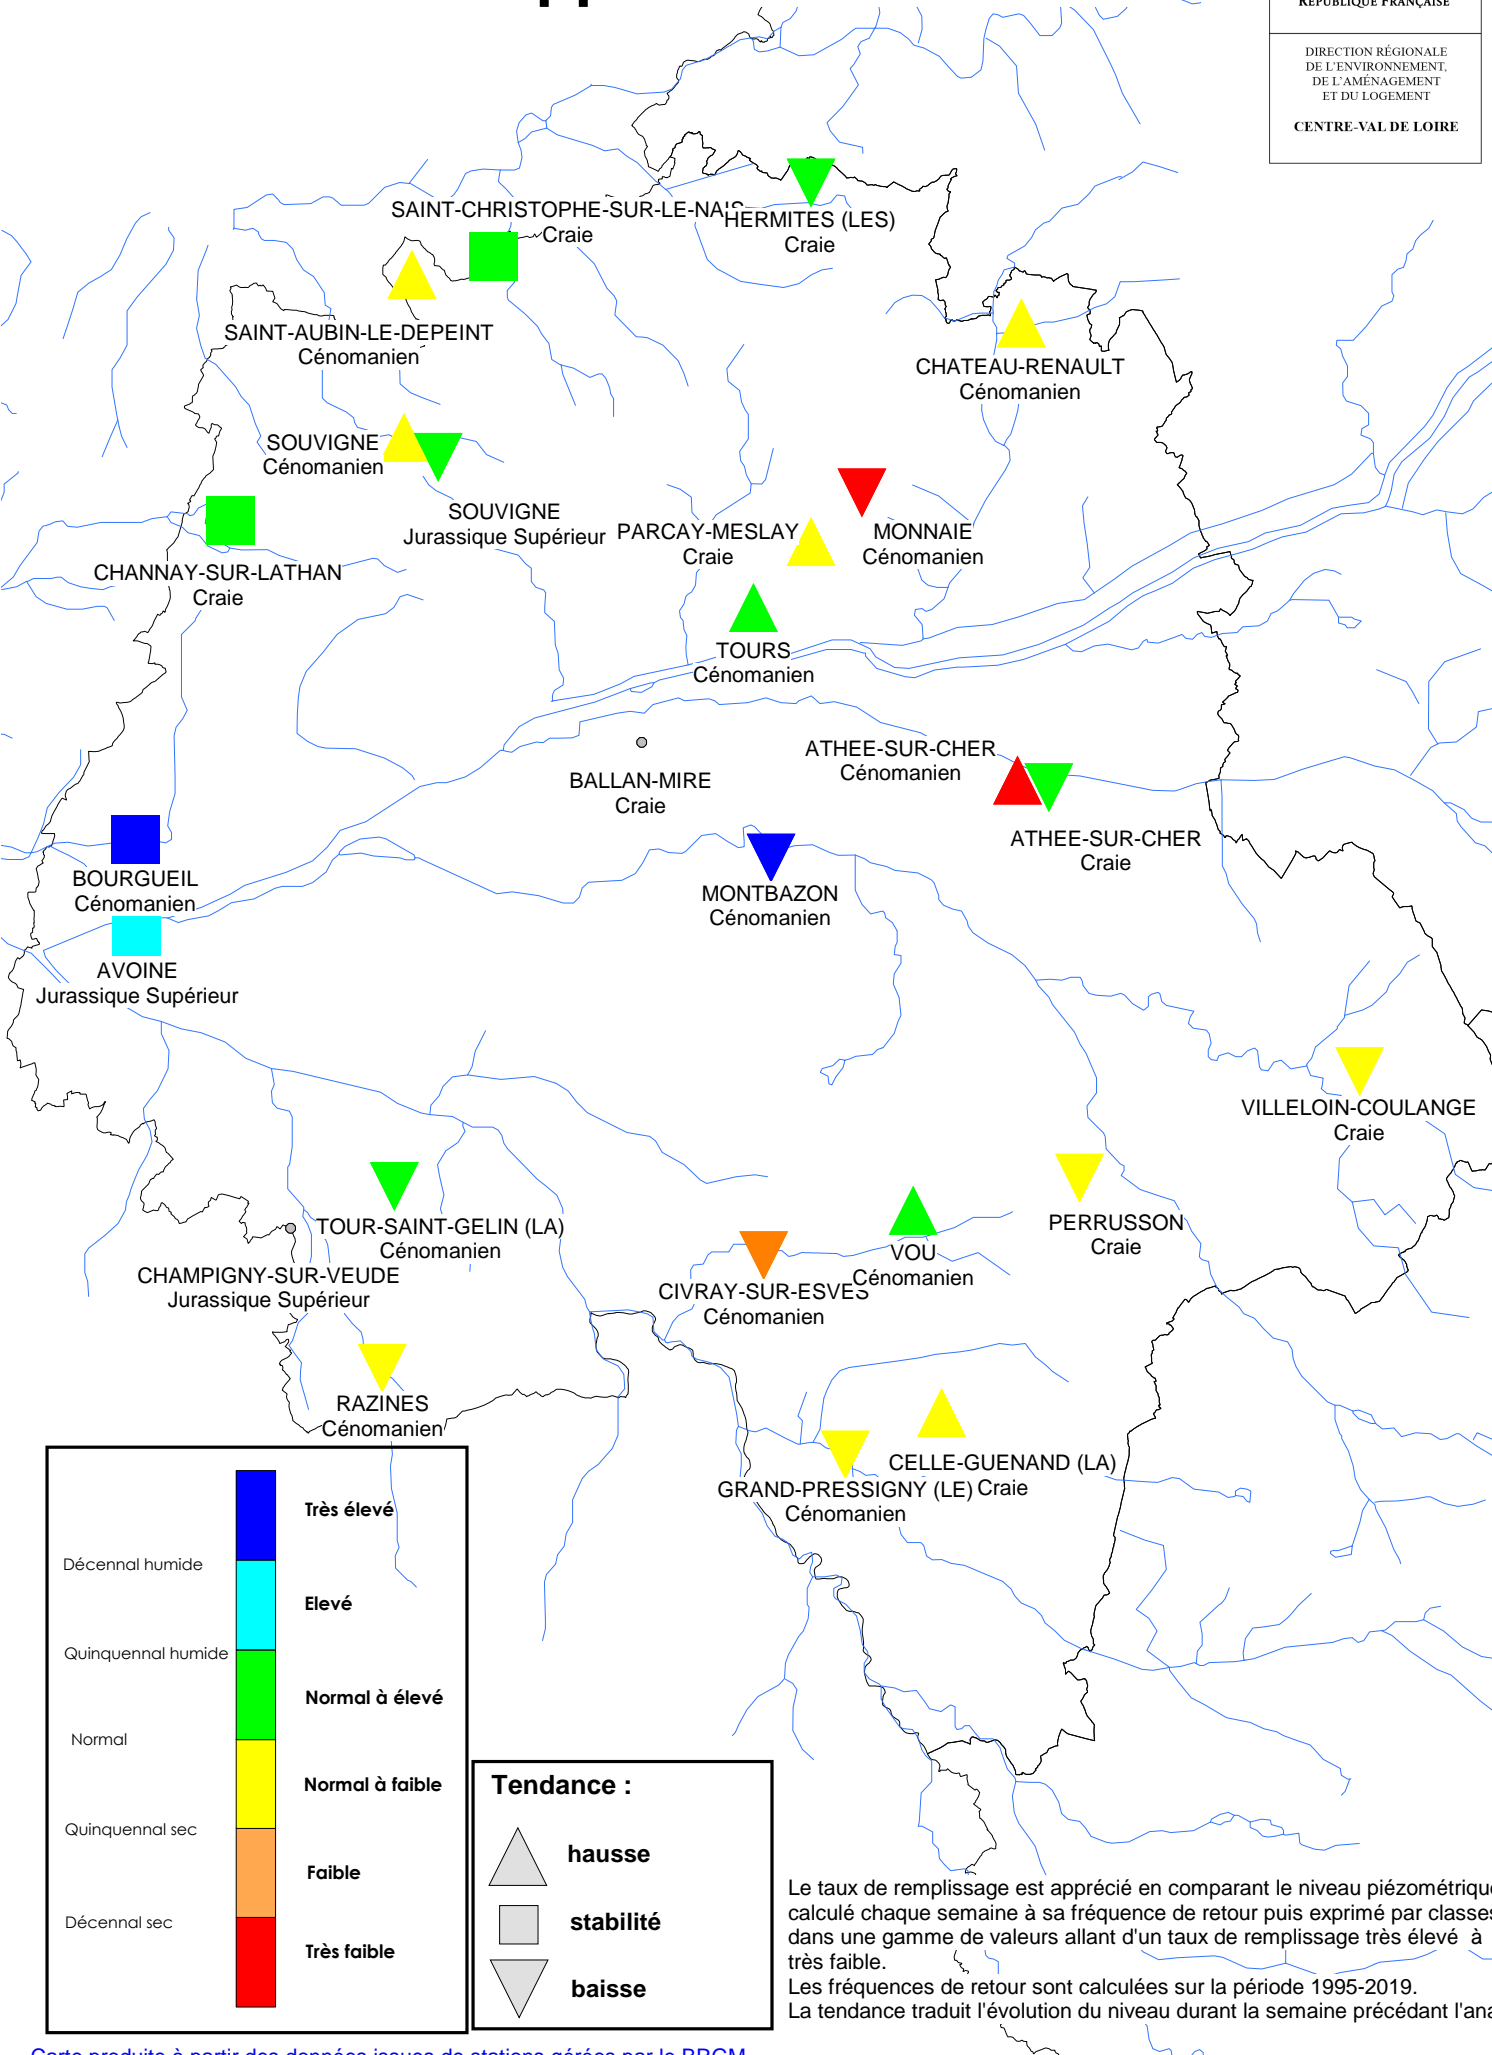 RÉPUBLIQUE FRANÇAISE
DIRECTION RÉGIONALE
DE L'ENVIRONNEMENT,
DE L'AMÉNAGEMENT
ET DU LOGEMENT
CENTRE-VAL DE LOIRE
SAINT-CHRISTOPHE-SUR-LE-NAIS
Craie
HERMITES (LES)
Craie
SAINT-AUBIN-LE-DEPEINT
Cénomanien
CHATEAU-RENAULT
Cénomanien
SOUVIGNE
Cénomanien
SOUVIGNE
Jurassique Supérieur
PARCAY-MESLAY
Craie
MONNAIE
Cénomanien
CHANNAY-SUR-LATHAN
Craie
TOURS
Cénomanien
ATHEE-SUR-CHER
Cénomanien
BALLAN-MIRE
Craie
ATHEE-SUR-CHER
Craie
BOURGUEIL
Cénomanien
MONTBAZON
Cénomanien
AVOINE
Jurassique Supérieur
VILLELOIN-COULANGE
Craie
TOUR-SAINT-GELIN (LA)
Cénomanien
PERRUSSON
Craie
VOU
Cénomanien
CHAMPIGNY-SUR-VEUDE
Jurassique Supérieur
CIVRAY-SUR-ESVES
Cénomanien
RAZINES
Cénomanien
CELLE-GUENAND (LA)
Craie
GRAND-PRESSIGNY (LE)
Cénomanien
Très élevé
Décennal humide
Elevé
Quinquennal humide
Normal à élevé
Normal
Normal à faible
Quinquennal sec
Faible
Décennal sec
Très faible
Tendance :
hausse
stabilité
baisse
Le taux de remplissage est apprécié en comparant le niveau piézométrique
calculé chaque semaine à sa fréquence de retour puis exprimé par classes
dans une gamme de valeurs allant d'un taux de remplissage très élevé à
très faible.
Les fréquences de retour sont calculées sur la période 1995-2019.
La tendance traduit l'évolution du niveau durant la semaine précédant l'ana
Carte produite à partir des données issues de stations gérées par le BRGM